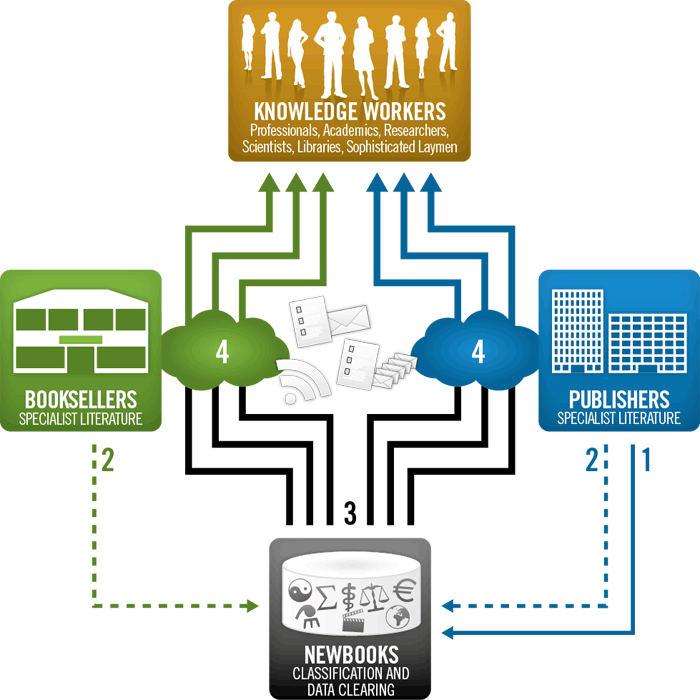 KNOWLEDGE WORKERS
Professionals, Academics, Researchers,
Scientists, Libraries, Sophisticated Laymen
4
4
BOOKSELLERS
SPECIALIST LITERATURE
PUBLISHERS
SPECIALIST LITERATURE
2
2
1
3
Σ
€
NEWBOOKS
CLASSIFICATION AND
DATA CLEARING